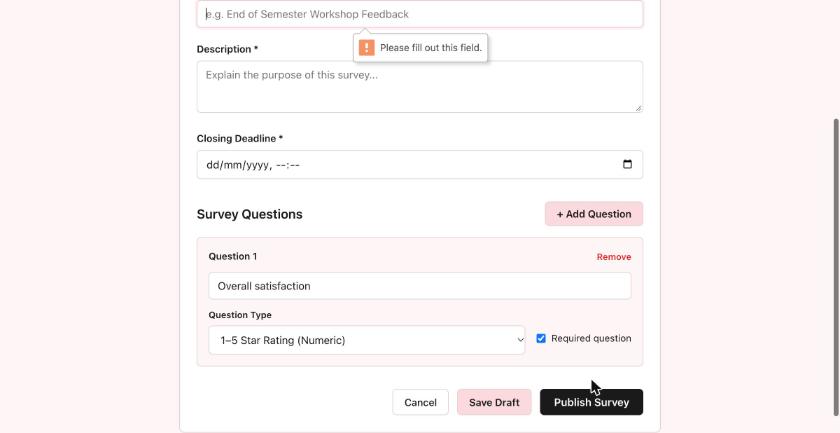 e.g. End of Semester Workshop Feedback
! Please fill out this field.
Description *
Explain the purpose of this survey...
Closing Deadline *
dd/mm/yyyy, --:--
Survey Questions
+ Add Question
Question 1
Remove
Overall satisfaction
Question Type
1–5 Star Rating (Numeric)
Required question
Cancel
Save Draft
Publish Survey